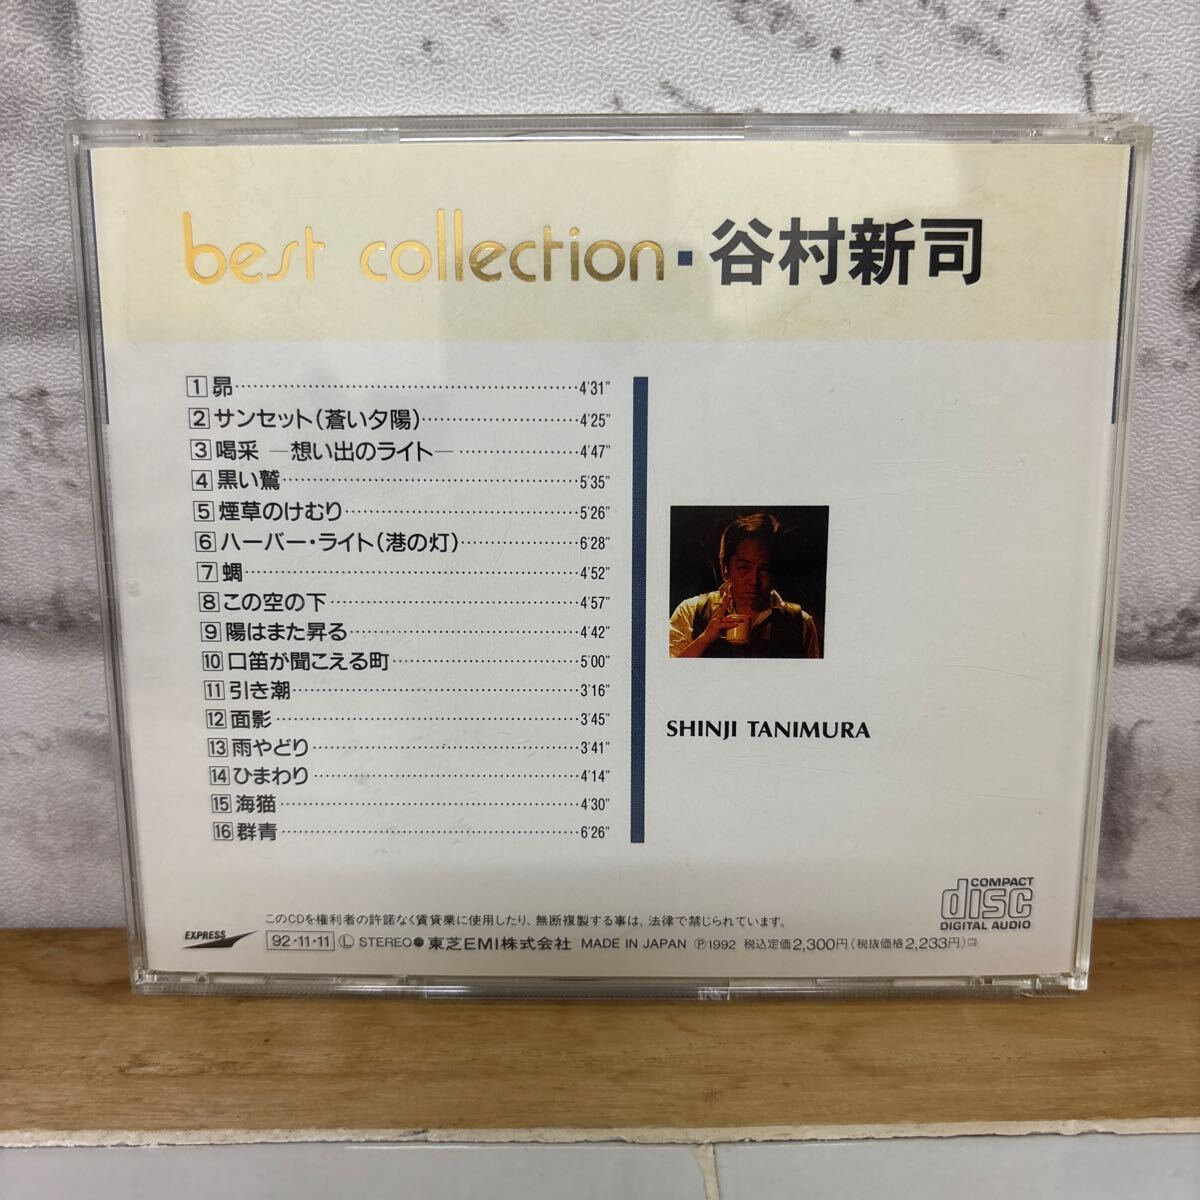 best collection・谷村新司
1 昴 4'31"
2 サンセット(蒼い夕陽) 4'25"
3 喝采 —想い出のライト— 4'47"
4 黒い鷲 5'35"
5 煙草のけむり 5'26"
6 ハーバー・ライト(港の灯) 6'28"
7 蜩 4'52"
8 この空の下 4'57"
9 陽はまた昇る 4'42"
10 口笛が聞こえる町 5'00"
11 引き潮 3'16"
12 面影 3'45"
13 雨やどり 3'41"
14 ひまわり 4'14"
15 海猫 4'30"
16 群青 6'26"
SHINJI TANIMURA
COMPACT
disc
DIGITAL AUDIO
このCDを権利者の許諾なく賃貸業に使用したり、無断複製する事は、法律で禁じられています。
EXPRESS
92・11・11 Ⓛ STEREO ● 東芝EMI株式会社 MADE IN JAPAN ℗1992 税込定価2,300円(税抜価格2,233円)